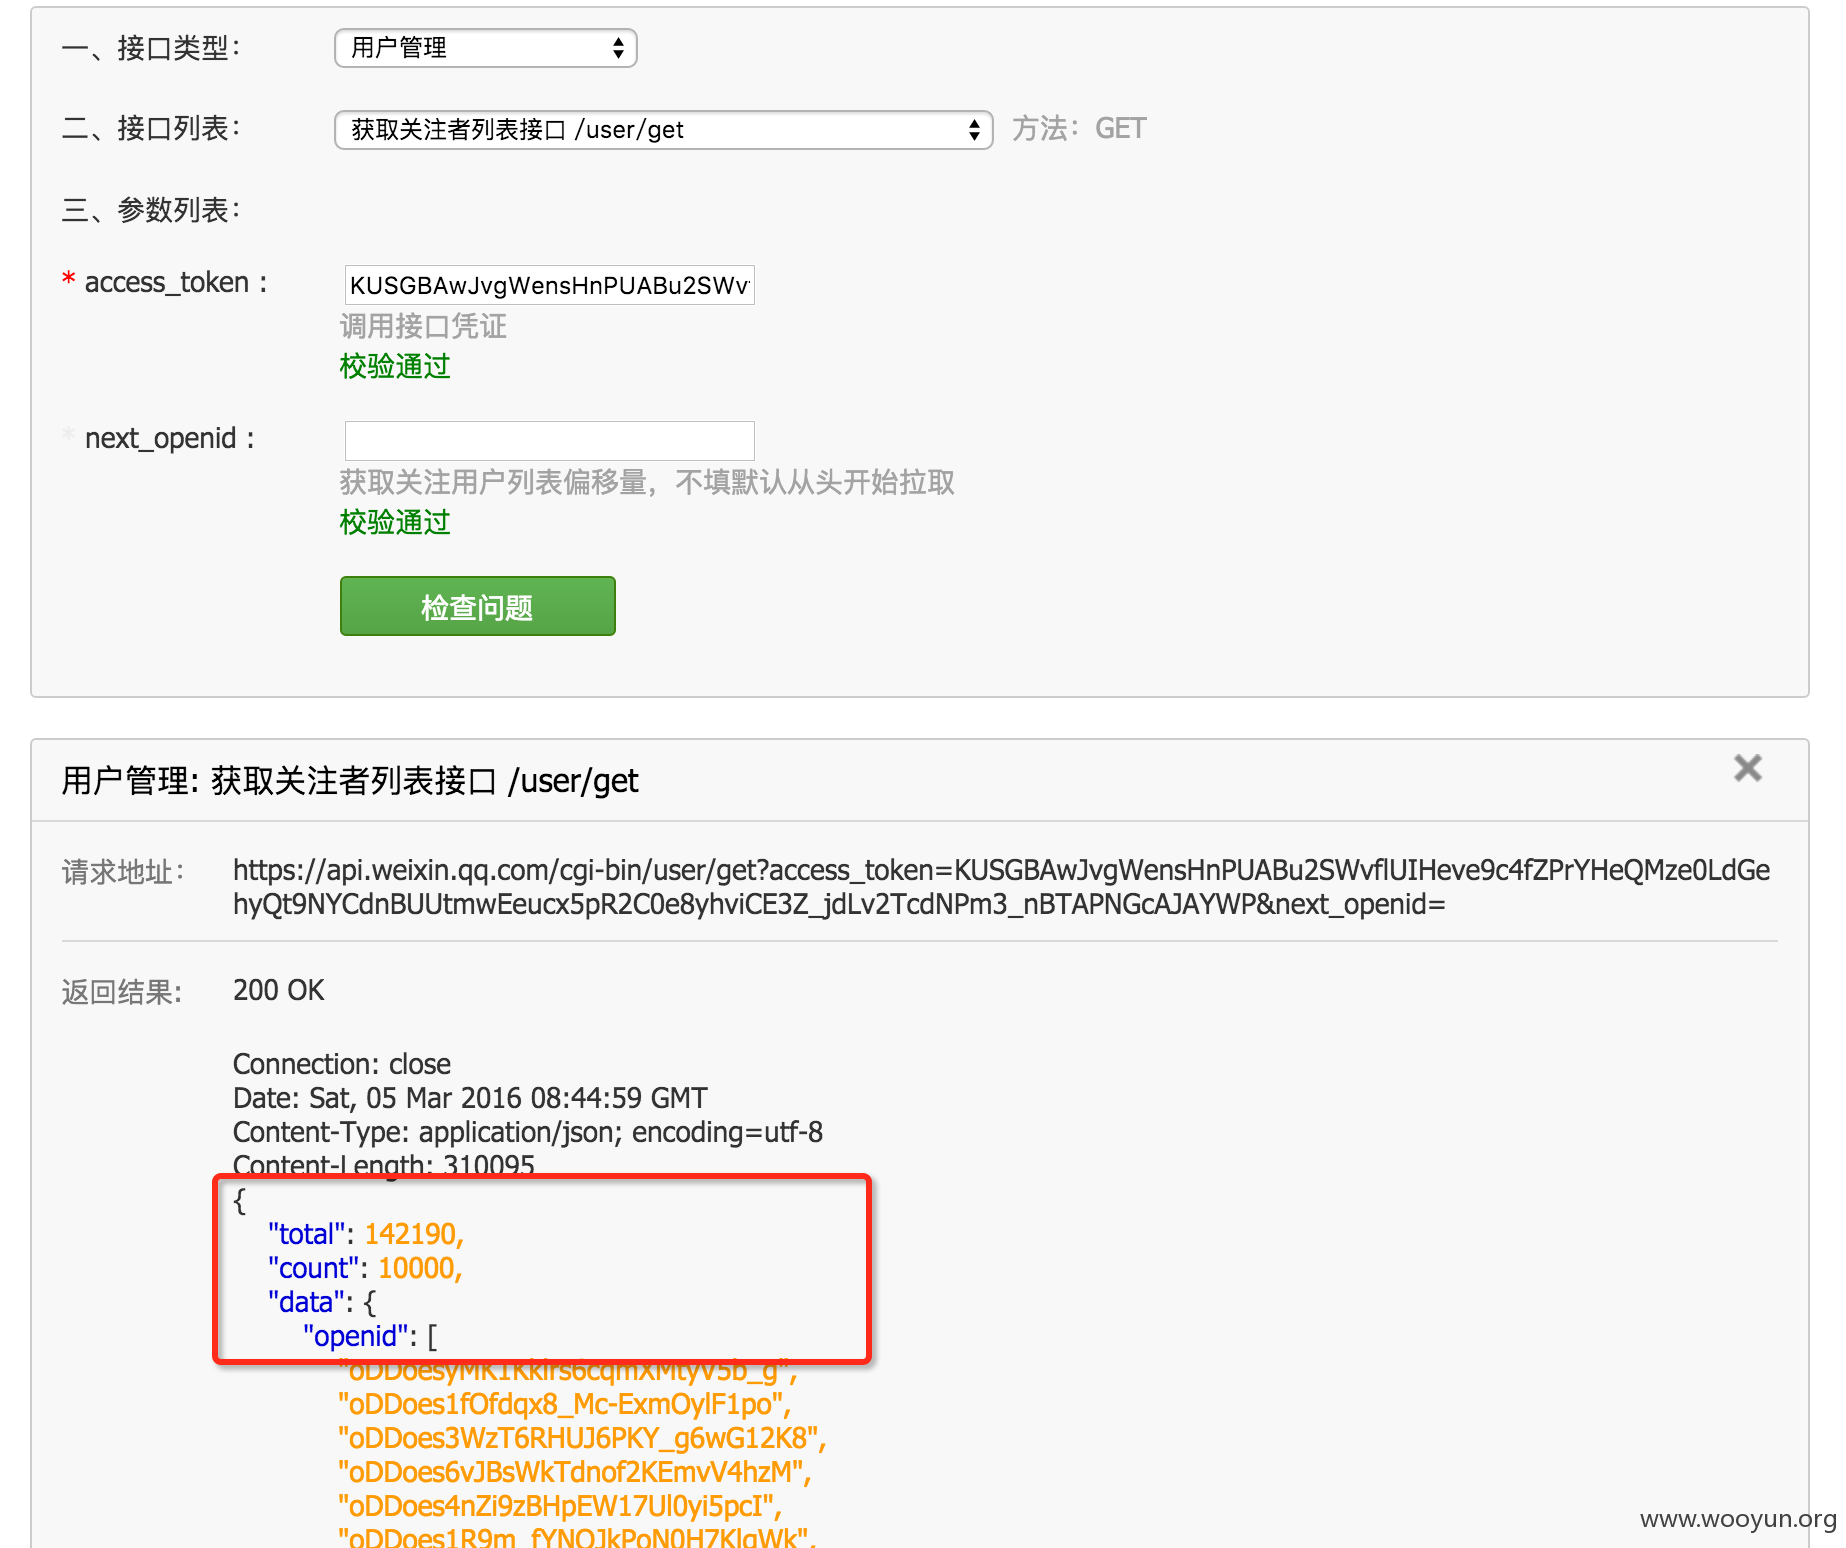 一、接口类型：
用户管理
二、接口列表：
获取关注者列表接口 /user/get
方法：GET
三、参数列表：
* access_token :
KUSGBAwJvgWensHnPUABu2SWv
调用接口凭证
校验通过
* next_openid :
获取关注用户列表偏移量，不填默认从头开始拉取
校验通过
检查问题
用户管理: 获取关注者列表接口 /user/get
请求地址：
https://api.weixin.qq.com/cgi-bin/user/get?access_token=KUSGBAwJvgWensHnPUABu2SWvflUIHeve9c4fZPrYHeQMze0LdGe
hyQt9NYCdnBUUtmwEeucx5pR2C0e8yhviCE3Z_jdLv2TcdNPm3_nBTAPNGcAJAYWP&next_openid=
返回结果:
200 OK
Connection: close
Date: Sat, 05 Mar 2016 08:44:59 GMT
Content-Type: application/json; encoding=utf-8
Content-Length: 310095
{
"total": 142190,
"count": 10000,
"data": {
"openid": [
"oDDoesyMK1Kklrs6cqmXMtyV5b_g",
"oDDoes1fOfdqx8_Mc-ExmOylF1po",
"oDDoes3WzT6RHUJ6PKY_g6wG12K8",
"oDDoes6vJBsWkTdnof2KEmvV4hzM",
"oDDoes4nZi9zBHpEW17Ul0yi5pcI",
"oDDoes1R9m_fYNOJkPoN0H7KlgWk",
www.wooyun.org